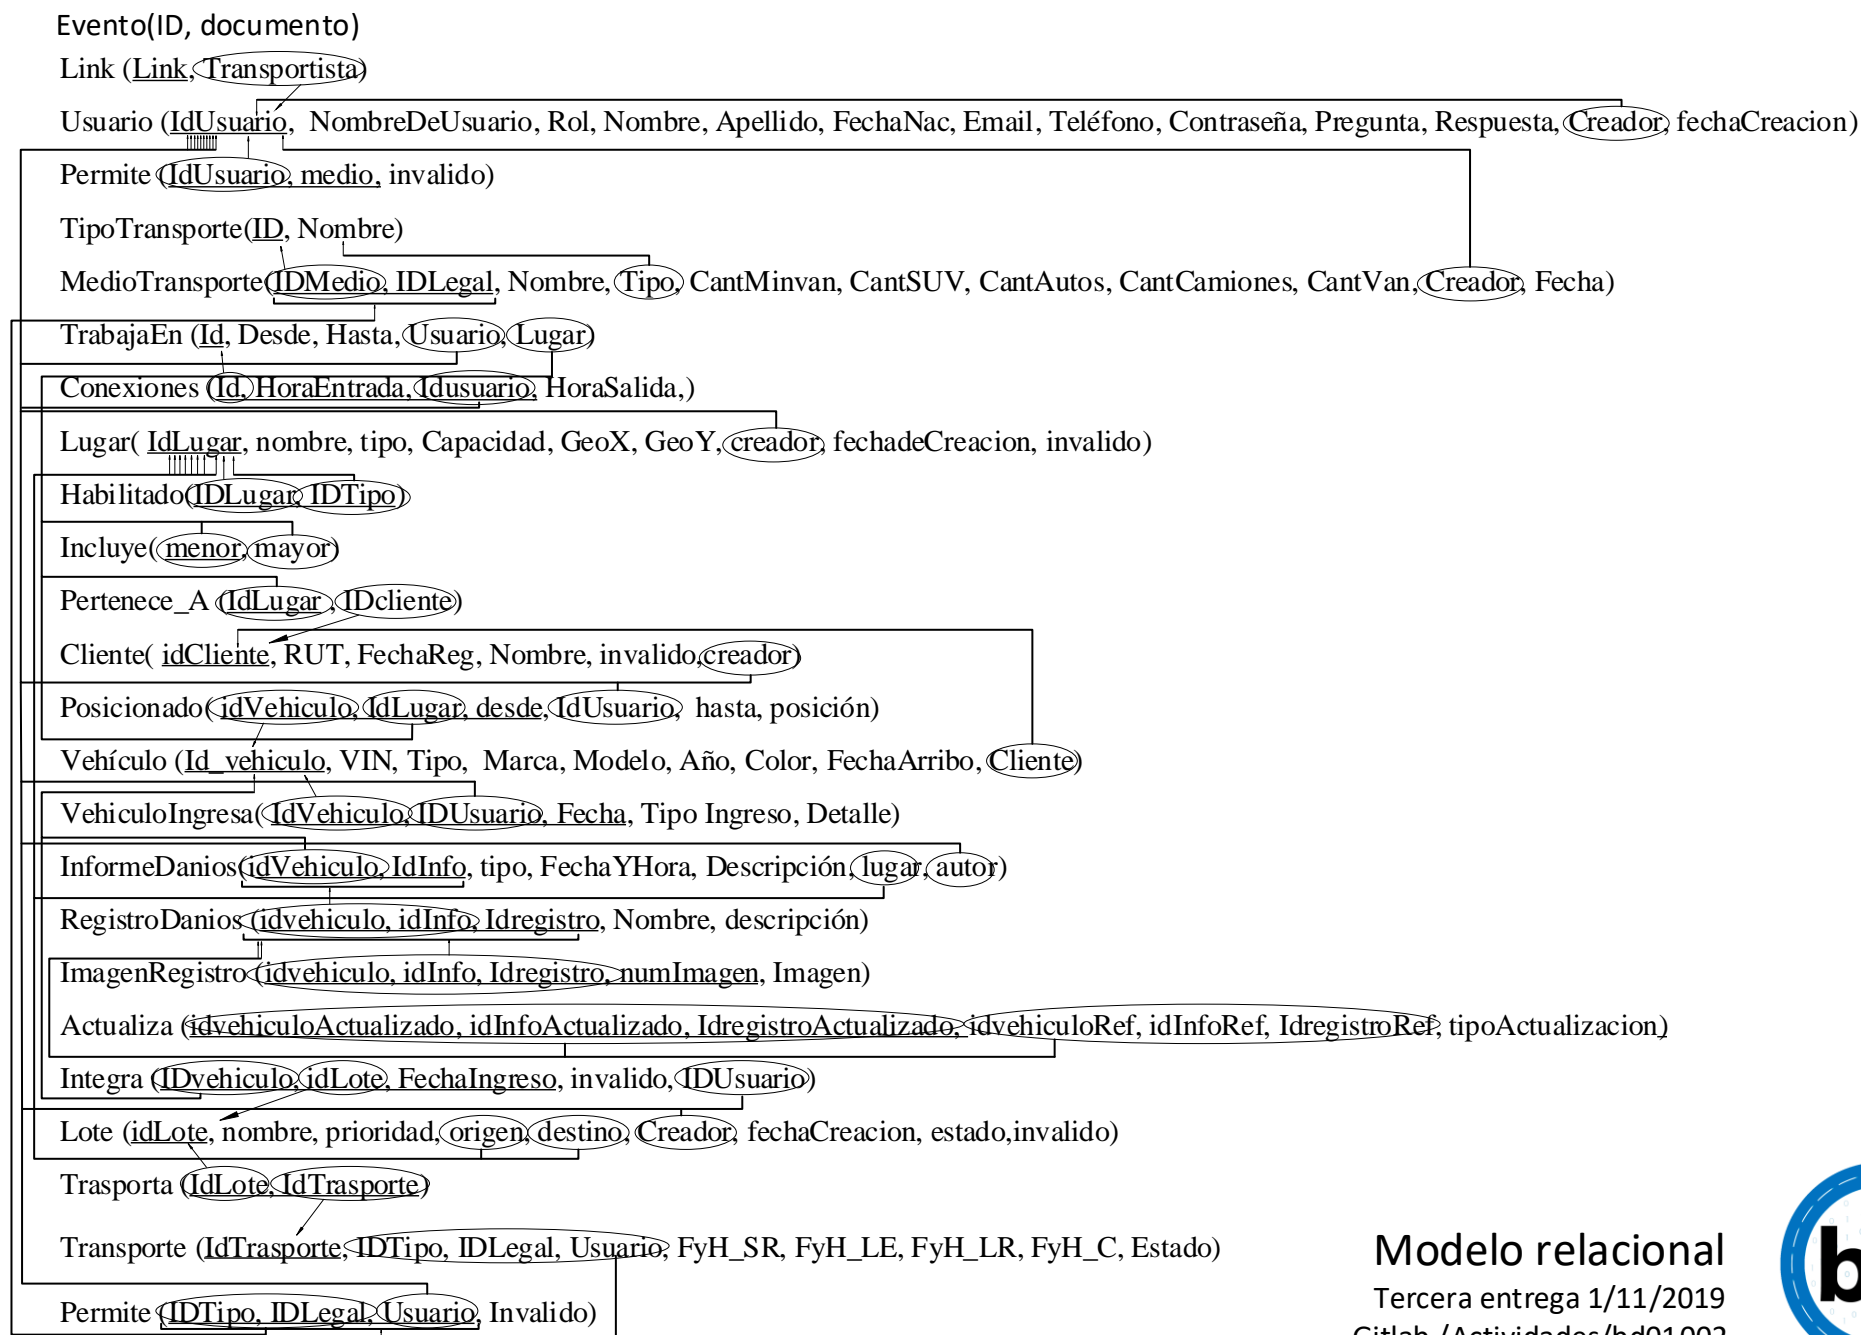 Evento(ID, documento)
Link (Link, Transportista)
Usuario (IdUsuario, NombreDeUsuario, Rol, Nombre, Apellido, FechaNac, Email, Teléfono, Contraseña, Pregunta, Respuesta, Creador, fechaCreacion)
Permite (IdUsuario, medio, invalido)
TipoTransporte(ID, Nombre)
MedioTransporte(IDMedio, IDLegal, Nombre, Tipo, CantMinvan, CantSUV, CantAutos, CantCamiones, CantVan, Creador, Fecha)
TrabajaEn (Id, Desde, Hasta, Usuario, Lugar)
Conexiones (Id, HoraEntrada, Idusuario, HoraSalida,)
Lugar( IdLugar, nombre, tipo, Capacidad, GeoX, GeoY, creador, fechadeCreacion, invalido)
Habilitado(IDLugar, IDTipo)
Incluye( menor, mayor)
Pertenece_A (IdLugar , IDcliente)
Cliente( idCliente, RUT, FechaReg, Nombre, invalido,creador)
Posicionado( idVehiculo, IdLugar, desde, IdUsuario, hasta, posición)
Vehículo (Id_vehiculo, VIN, Tipo, Marca, Modelo, Año, Color, FechaArribo, Cliente)
VehiculoIngresa( IdVehiculo, IDUsuario, Fecha, Tipo Ingreso, Detalle)
InformeDanios(idVehiculo, IdInfo, tipo, FechaYHora, Descripción, lugar, autor)
RegistroDanios (idvehiculo, idInfo, Idregistro, Nombre, descripción)
ImagenRegistro (idvehiculo, idInfo, Idregistro, numImagen, Imagen)
Actualiza (idvehiculoActualizado, idInfoActualizado, IdregistroActualizado, idvehiculoRef, idInfoRef, IdregistroRef, tipoActualizacion)
Integra (IDvehiculo, idLote, FechaIngreso, invalido, IDUsuario)
Lote (idLote, nombre, prioridad, origen, destino, Creador, fechaCreacion, estado,invalido)
Trasporta (IdLote, IdTrasporte)
Transporte (IdTrasporte, IDTipo, IDLegal, Usuario, FyH_SR, FyH_LE, FyH_LR, FyH_C, Estado)
Permite (IDTipo, IDLegal, Usuario, Invalido)
Modelo relacional
Tercera entrega 1/11/2019
Gitlab /Actividades/bd01002
b